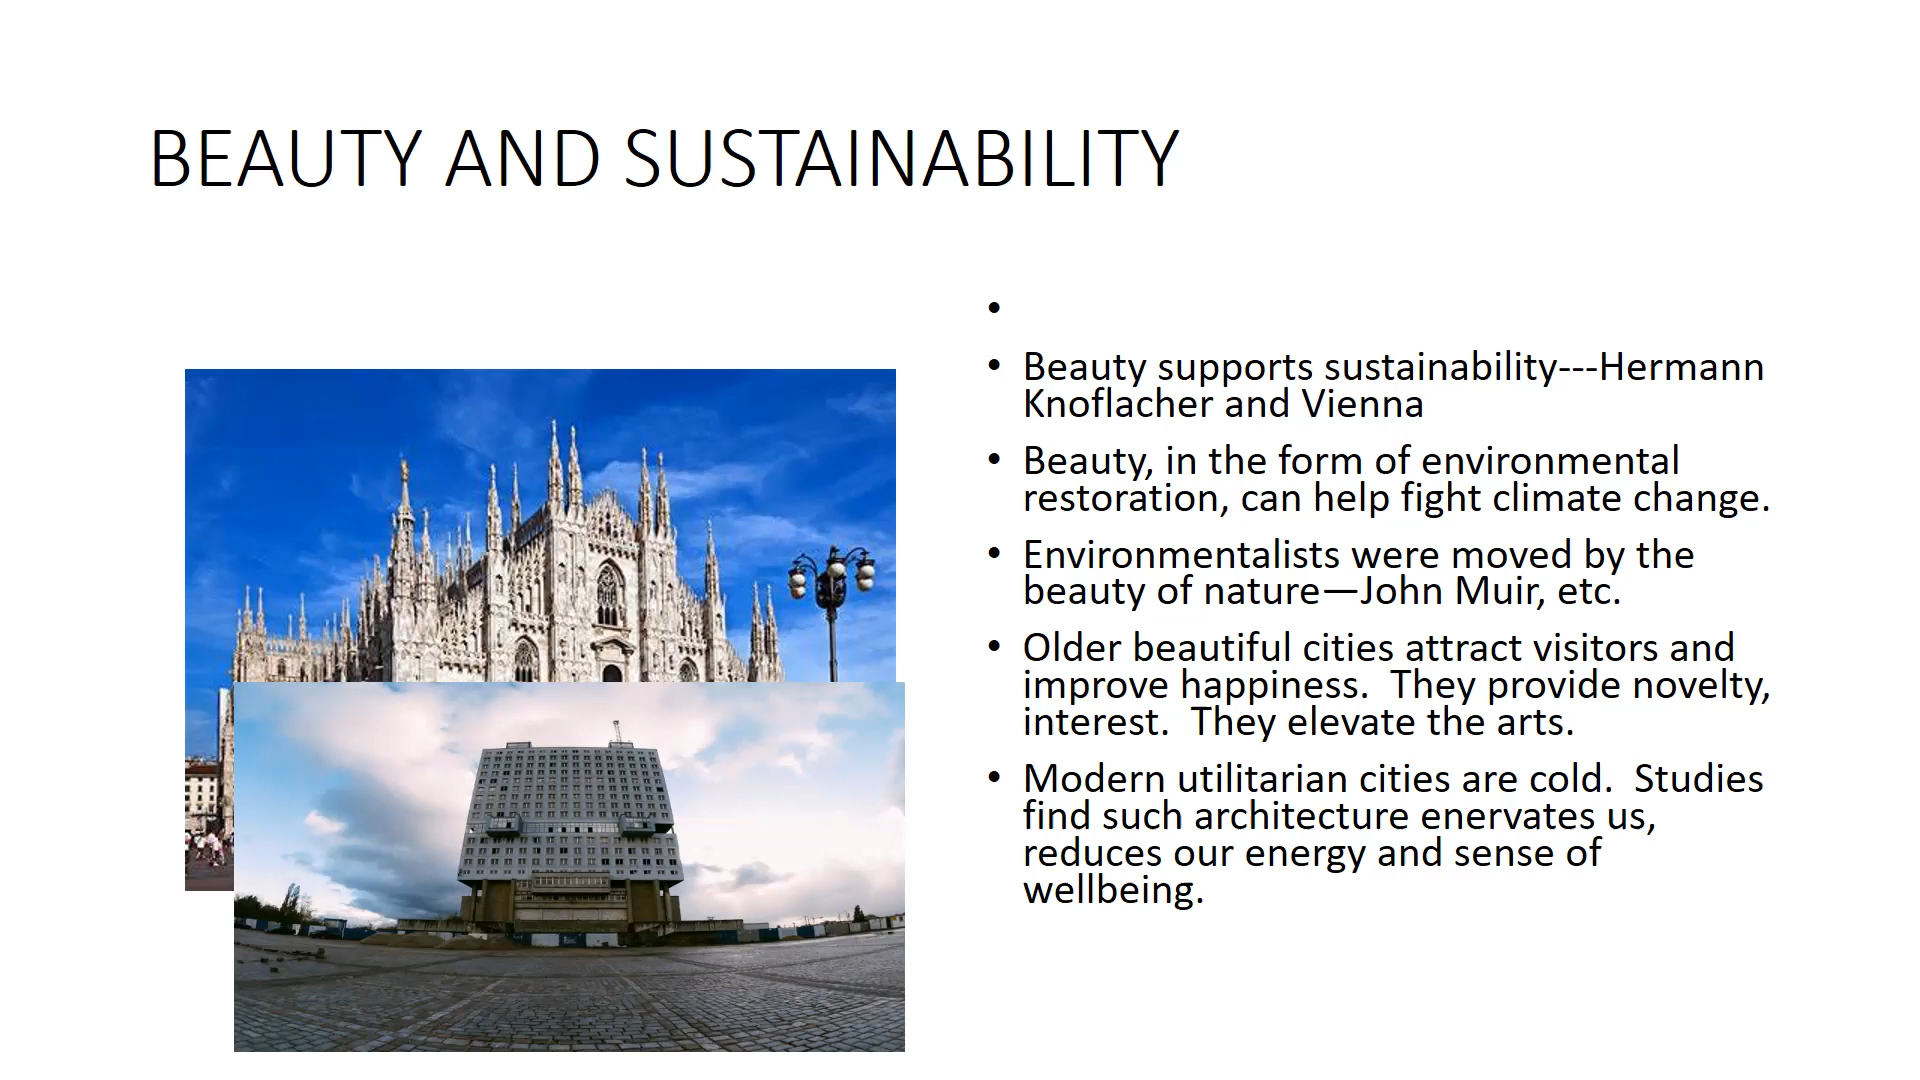 BEAUTY AND SUSTAINABILITY
•
• Beauty supports sustainability---Hermann
Knoflacher and Vienna
• Beauty, in the form of environmental
restoration, can help fight climate change.
• Environmentalists were moved by the
beauty of nature—John Muir, etc.
• Older beautiful cities attract visitors and
improve happiness.  They provide novelty,
interest.  They elevate the arts.
• Modern utilitarian cities are cold.  Studies
find such architecture enervates us,
reduces our energy and sense of
wellbeing.